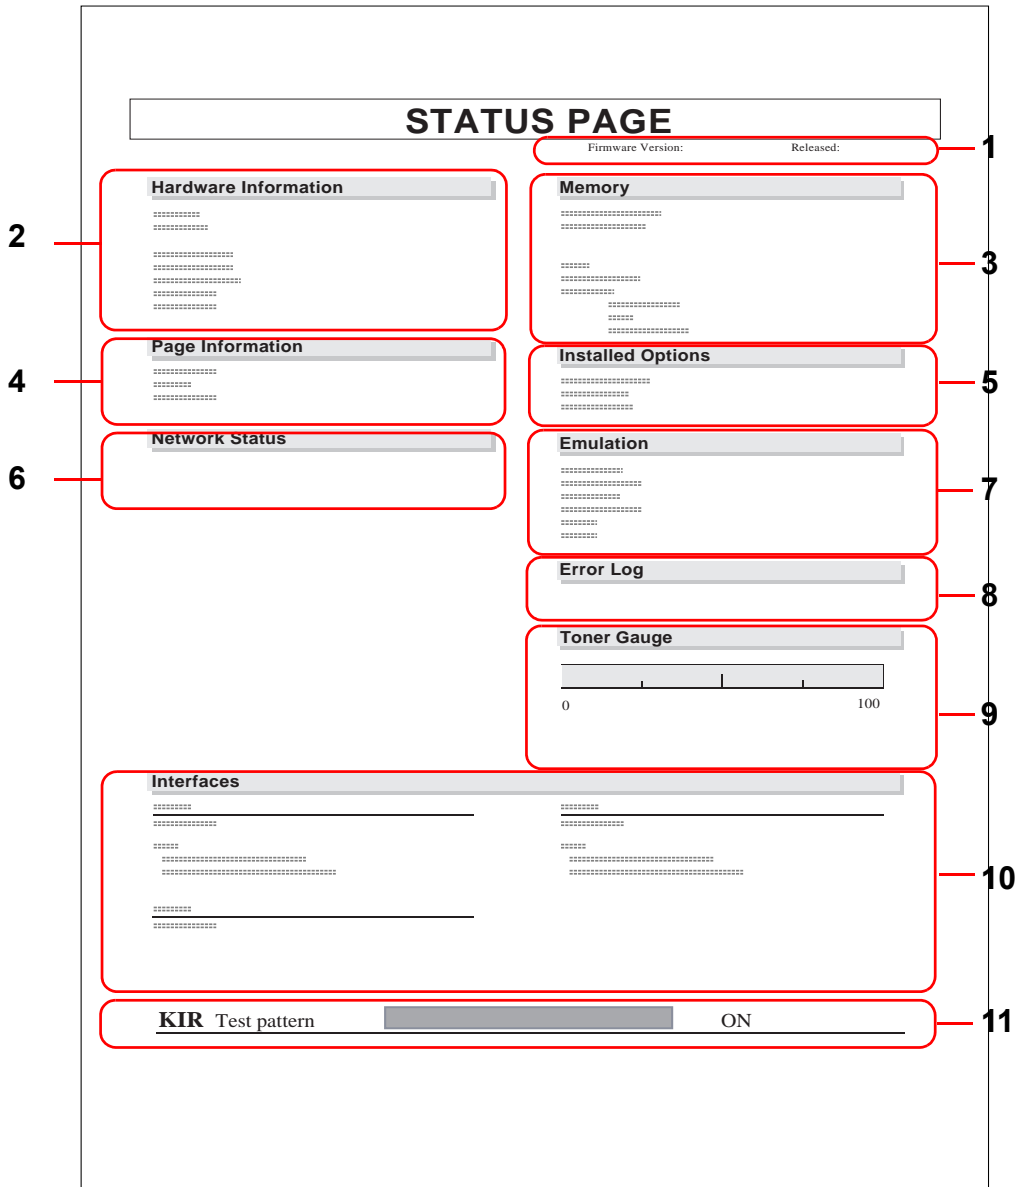 STATUS PAGE
Firmware Version: Released:
1
Hardware Information
2
Memory
3
Page Information
4
Installed Options
5
Network Status
6
Emulation
7
Error Log
8
Toner Gauge
0 100
9
Interfaces
10
KIR Test pattern ON
11